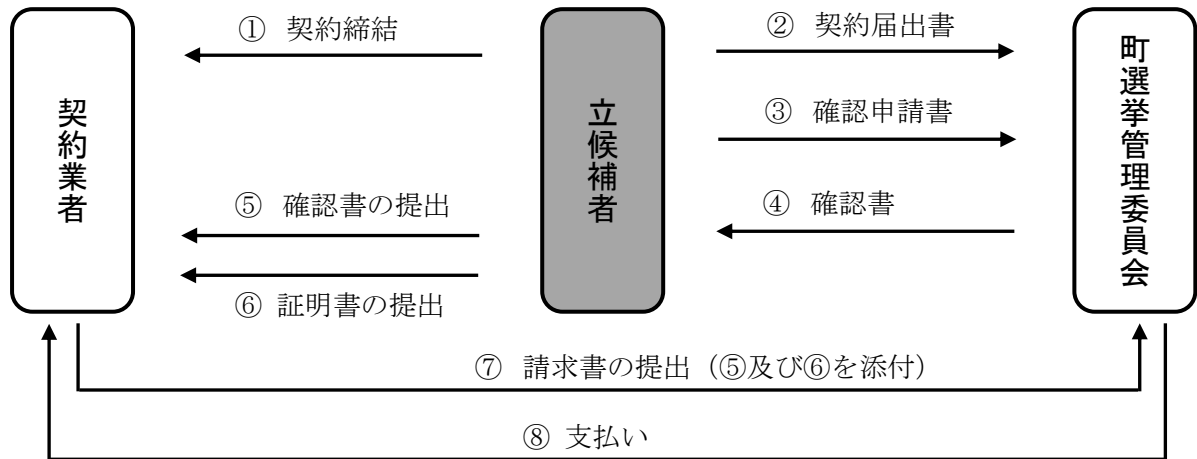 ① 契約締結
② 契約届出書
契約業者
立候補者
町選挙管理委員会
③ 確認申請書
⑤ 確認書の提出
④ 確認書
⑥ 証明書の提出
⑦ 請求書の提出（⑤及び⑥を添付）
⑧ 支払い